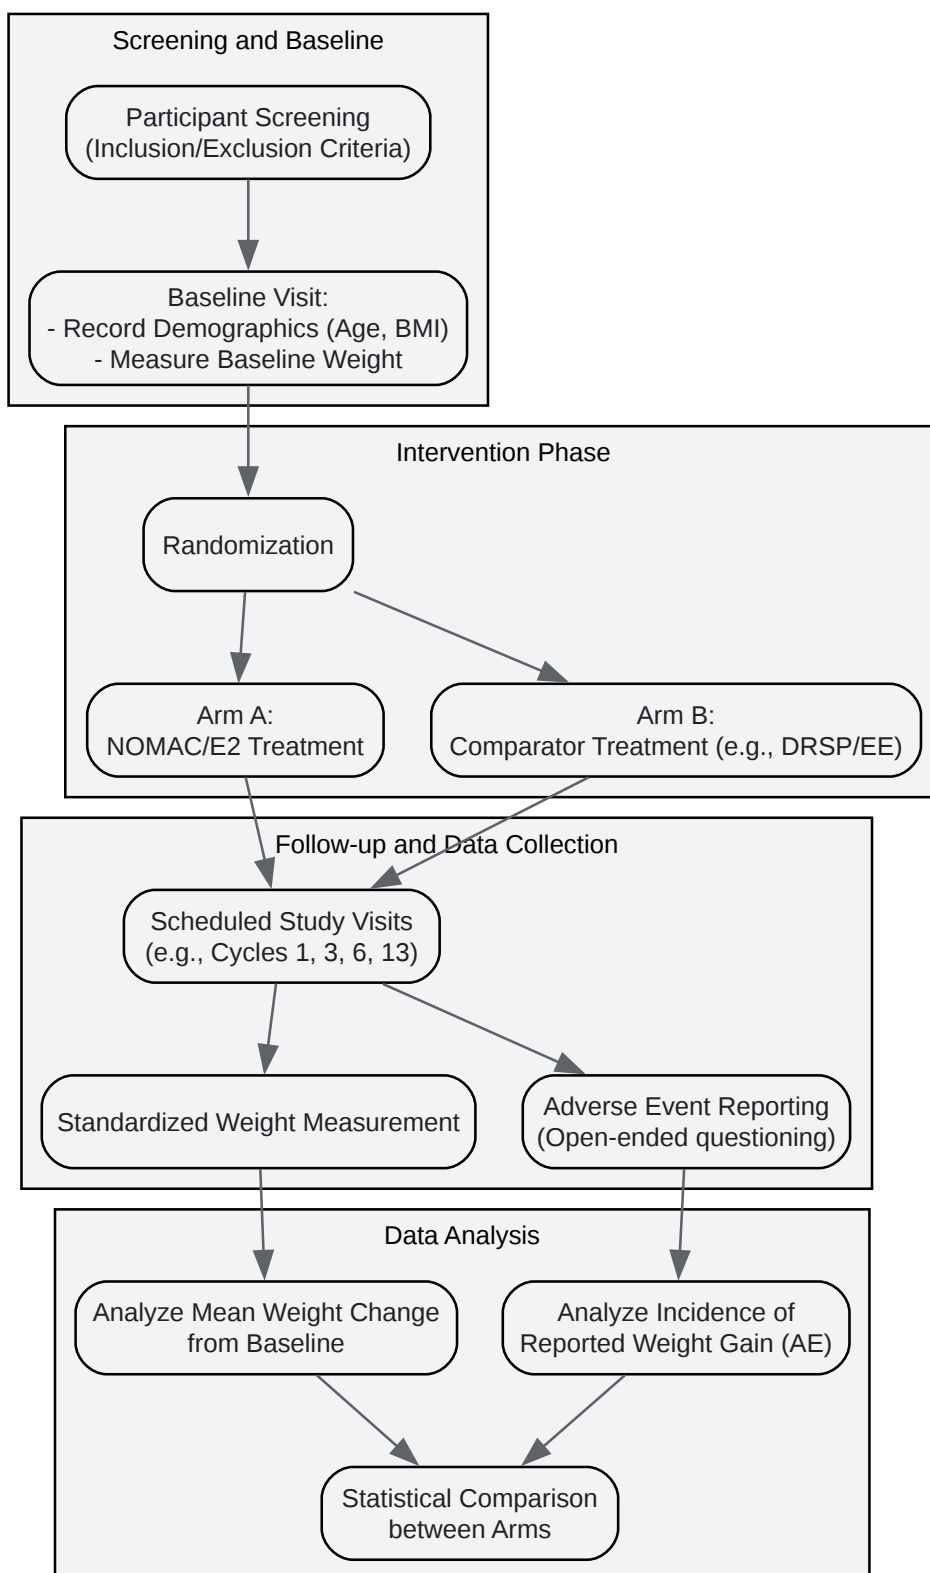 Screening and Baseline
Participant Screening
(Inclusion/Exclusion Criteria)
Baseline Visit:
- Record Demographics (Age, BMI)
- Measure Baseline Weight
Intervention Phase
Randomization
Arm A:
NOMAC/E2 Treatment
Arm B:
Comparator Treatment (e.g., DRSP/EE)
Follow-up and Data Collection
Scheduled Study Visits
(e.g., Cycles 1, 3, 6, 13)
Standardized Weight Measurement
Adverse Event Reporting
(Open-ended questioning)
Data Analysis
Analyze Mean Weight Change
from Baseline
Analyze Incidence of
Reported Weight Gain (AE)
Statistical Comparison
between Arms